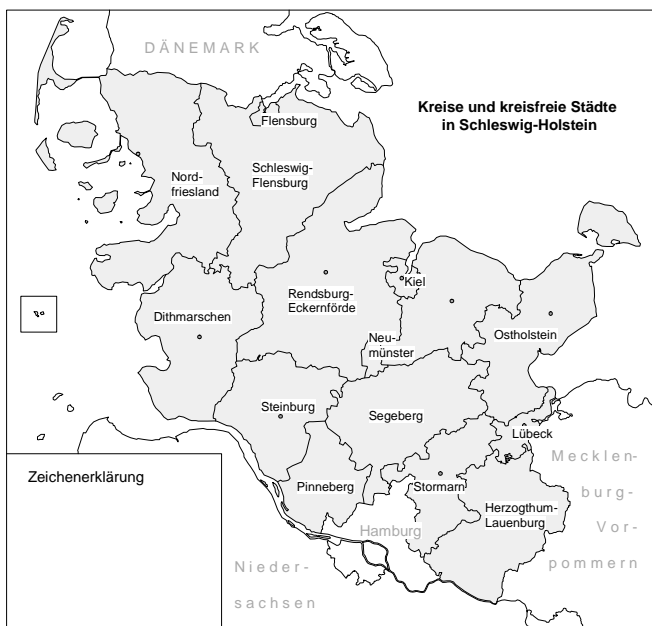 DÄNEMARK
Kreise und kreisfreie Städte
in Schleswig-Holstein
Flensburg
Nord-
friesland
Schleswig-
Flensburg
Kiel
Rendsburg-
Eckernförde
Dithmarschen
Ostholstein
Neu-
münster
Steinburg
Segeberg
Lübeck
Mecklen-
burg-
Vor-
pommern
Zeichenerklärung
Pinneberg
Stormarn
Herzogthum-
Lauenburg
Hamburg
Nieder-
sachsen